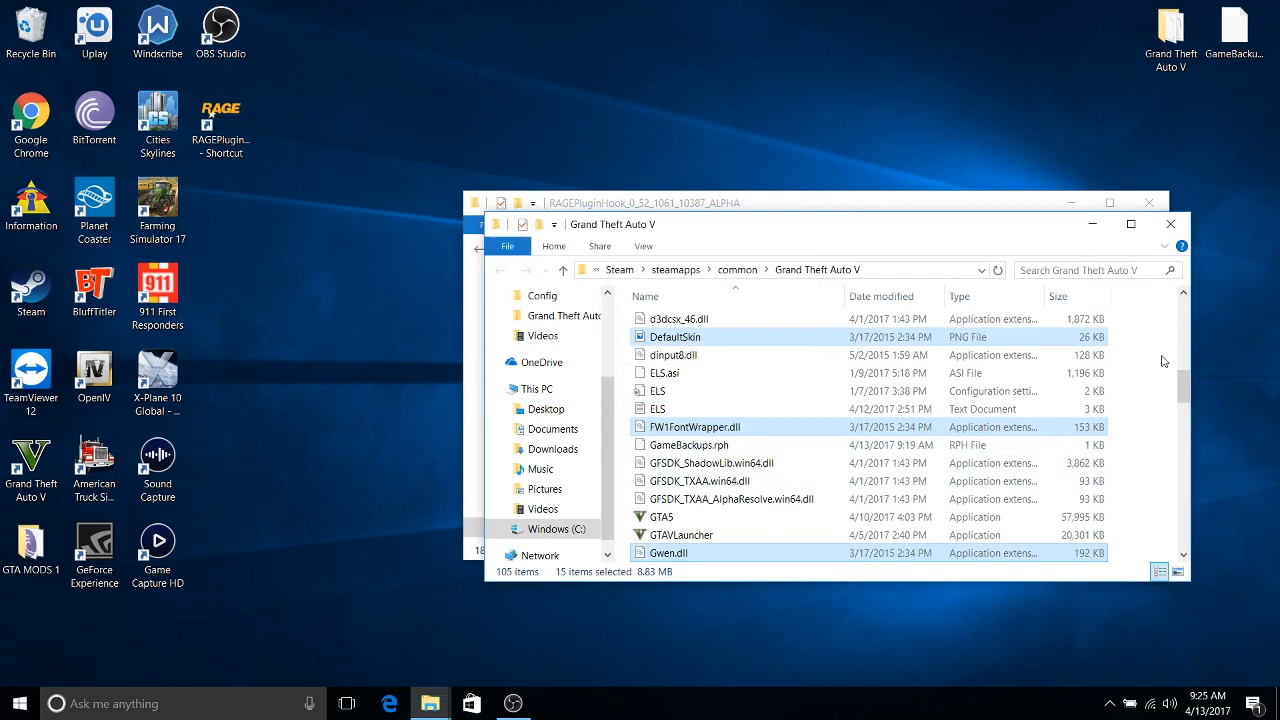 Recycle Bin
Uplay
Windscribe
OBS Studio
Grand Theft Auto V
GameBacku...
Google Chrome
BitTorrent
Cities Skylines
RAGE
RAGEPlugin... - Shortcut
Information
Planet Coaster
Farming Simulator 17
Steam
BluffTitler
911 First Responders
TeamViewer 12
OpenIV
X-Plane 10 Global - ...
Grand Theft Auto V
American Truck Si...
Sound Capture
GTA MODS 1
GeForce Experience
Game Capture HD
RAGEPluginHook_0_52_1061_10387_ALPHA
Grand Theft Auto V
File Home Share View
« Steam > steamapps > common > Grand Theft Auto V
Search Grand Theft Auto V
Config
Grand Theft Auto
Videos
OneDrive
This PC
Desktop
Documents
Downloads
Music
Pictures
Videos
Windows (C:)
Network
Name Date modified Type Size
d3dcsx_46.dll 4/1/2017 1:43 PM Application extens... 1,872 KB
DefaultSkin 3/17/2015 2:34 PM PNG File 26 KB
dinput8.dll 5/2/2015 1:59 AM Application extens... 128 KB
ELS.asi 1/9/2017 5:18 PM ASI File 1,196 KB
ELS 1/7/2017 3:38 PM Configuration setti... 2 KB
ELS 4/12/2017 2:51 PM Text Document 3 KB
FW1FontWrapper.dll 3/17/2015 2:34 PM Application extens... 153 KB
GameBackups.rph 4/13/2017 9:19 AM RPH File 1 KB
GFSDK_ShadowLib.win64.dll 4/1/2017 1:43 PM Application extens... 3,862 KB
GFSDK_TXAA.win64.dll 4/1/2017 1:43 PM Application extens... 93 KB
GFSDK_TXAA_AlphaResolve.win64.dll 4/1/2017 1:43 PM Application extens... 93 KB
GTA5 4/10/2017 4:03 PM Application 57,995 KB
GTAVLauncher 4/5/2017 2:40 PM Application 20,301 KB
Gwen.dll 3/17/2015 2:34 PM Application extens... 192 KB
18
105 items 15 items selected 8.83 MB
Ask me anything
9:25 AM
4/13/2017